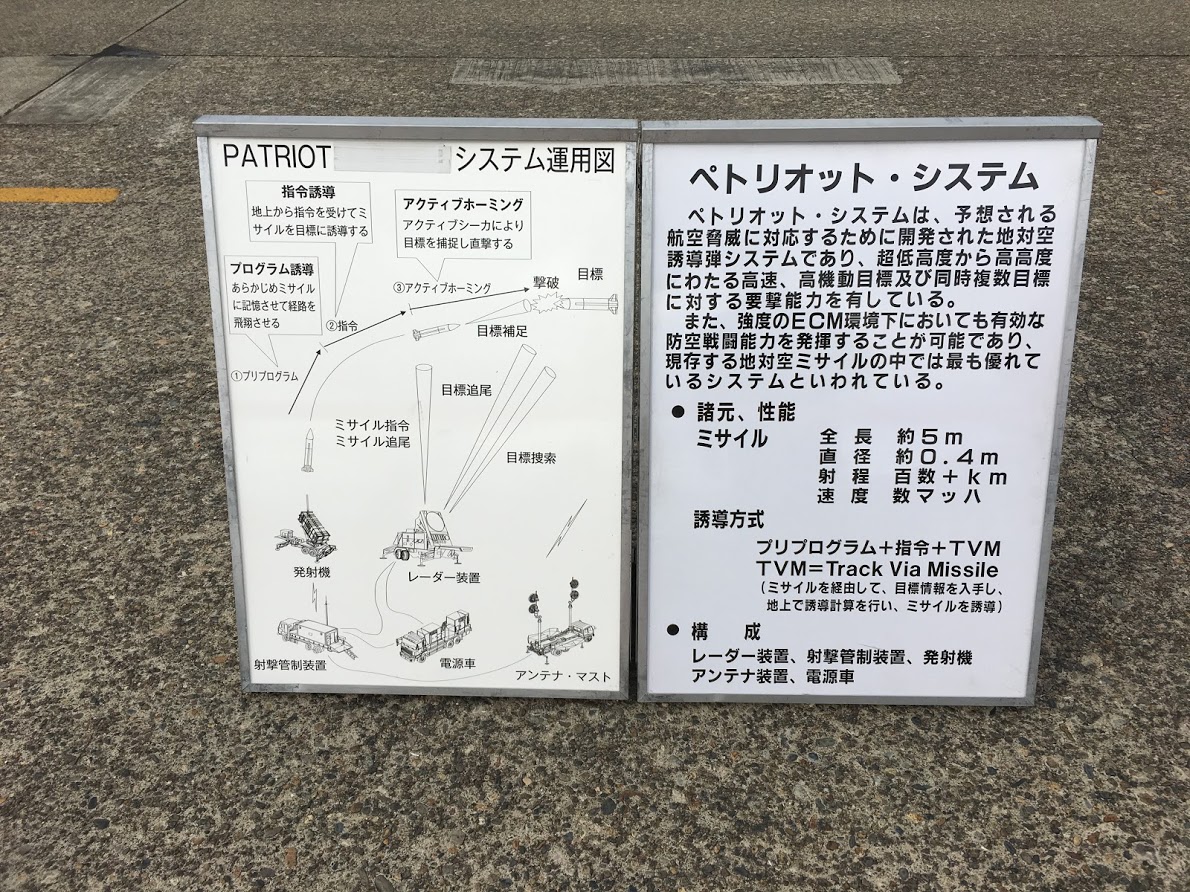 PATRIOT システム運用図
指令誘導
地上から指令を受けてミ
サイルを目標に誘導する
アクティブホーミング
アクティブシーカにより
目標を捕捉し直撃する
プログラム誘導
あらかじめミサイル
に記憶させて経路を
飛翔させる
③アクティブホーミング
撃破
目標
②指令
目標補足
①プリプログラム
目標追尾
ミサイル指令
ミサイル追尾
目標捜索
発射機
レーダー装置
射撃管制装置
電源車
アンテナ・マスト
ペトリオット・システム
ペトリオット・システムは、予想される
航空脅威に対応するために開発された地対空
誘導弾システムであり、超低高度から高高度
にわたる高速、高機動目標及び同時複数目標
に対する要撃能力を有している。
また、強度のECM環境下においても有効な
防空戦闘能力を発揮することが可能であり、
現存する地対空ミサイルの中では最も優れて
いるシステムといわれている。
● 諸元、性能
ミサイル 全長 約5m
直径 約0.4m
射程 百数+km
速度 数マッハ
誘導方式
プリプログラム+指令+TVM
TVM=Track Via Missile
(ミサイルを経由して、目標情報を入手し、
地上で誘導計算を行い、ミサイルを誘導)
● 構 成
レーダー装置、射撃管制装置、発射機
アンテナ装置、電源車